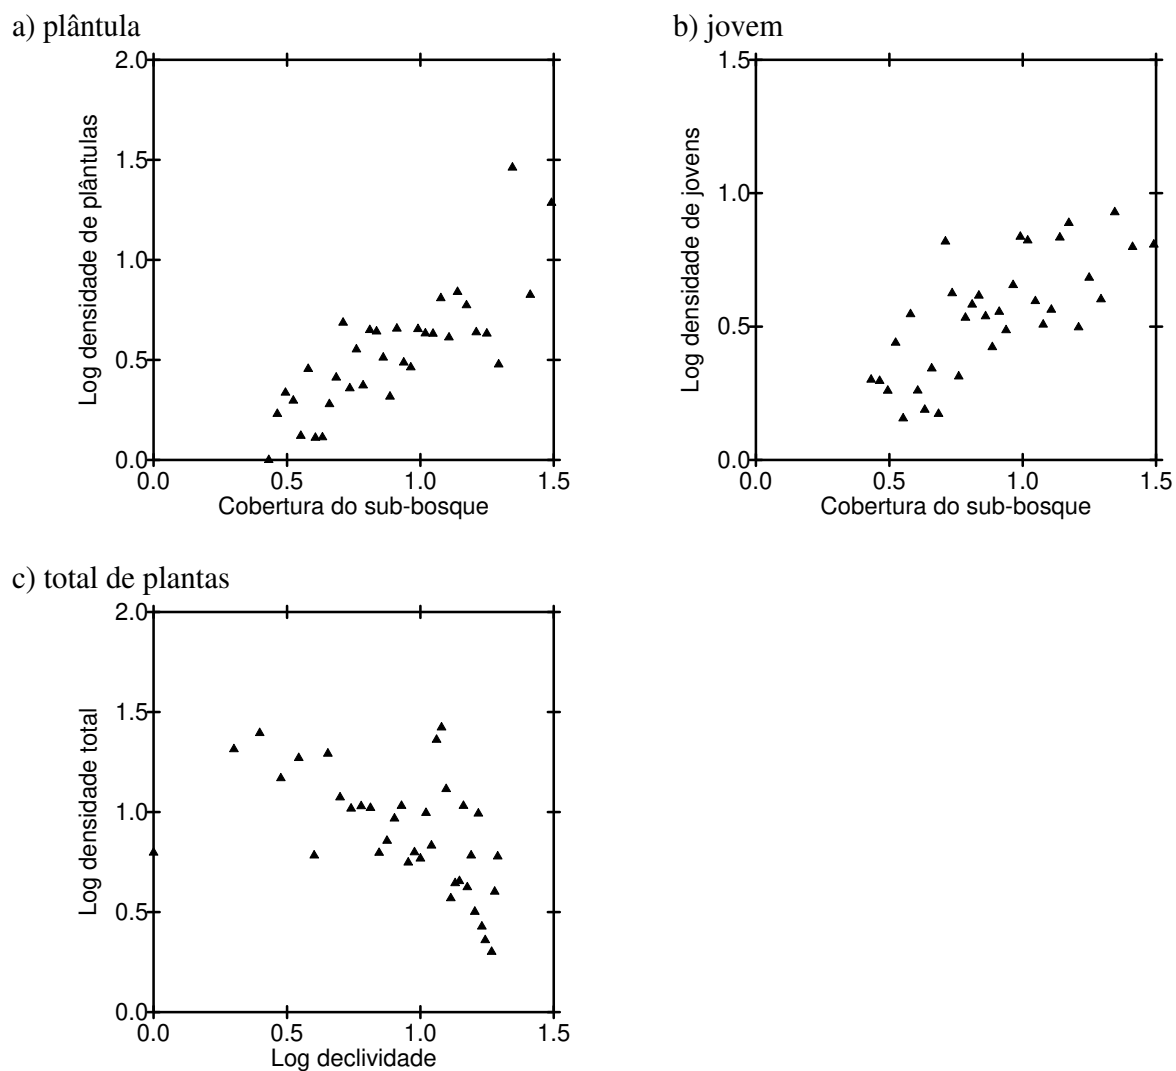 a) plântula
2.0
1.5
1.0
0.5
0.0
Log densidade de plântulas
0.0 0.5 1.0 1.5
Cobertura do sub-bosque
b) jovem
1.5
1.0
0.5
0.0
Log densidade de jovens
0.0 0.5 1.0 1.5
Cobertura do sub-bosque
c) total de plantas
2.0
1.5
1.0
0.5
0.0
Log densidade total
0.0 0.5 1.0 1.5
Log declividade